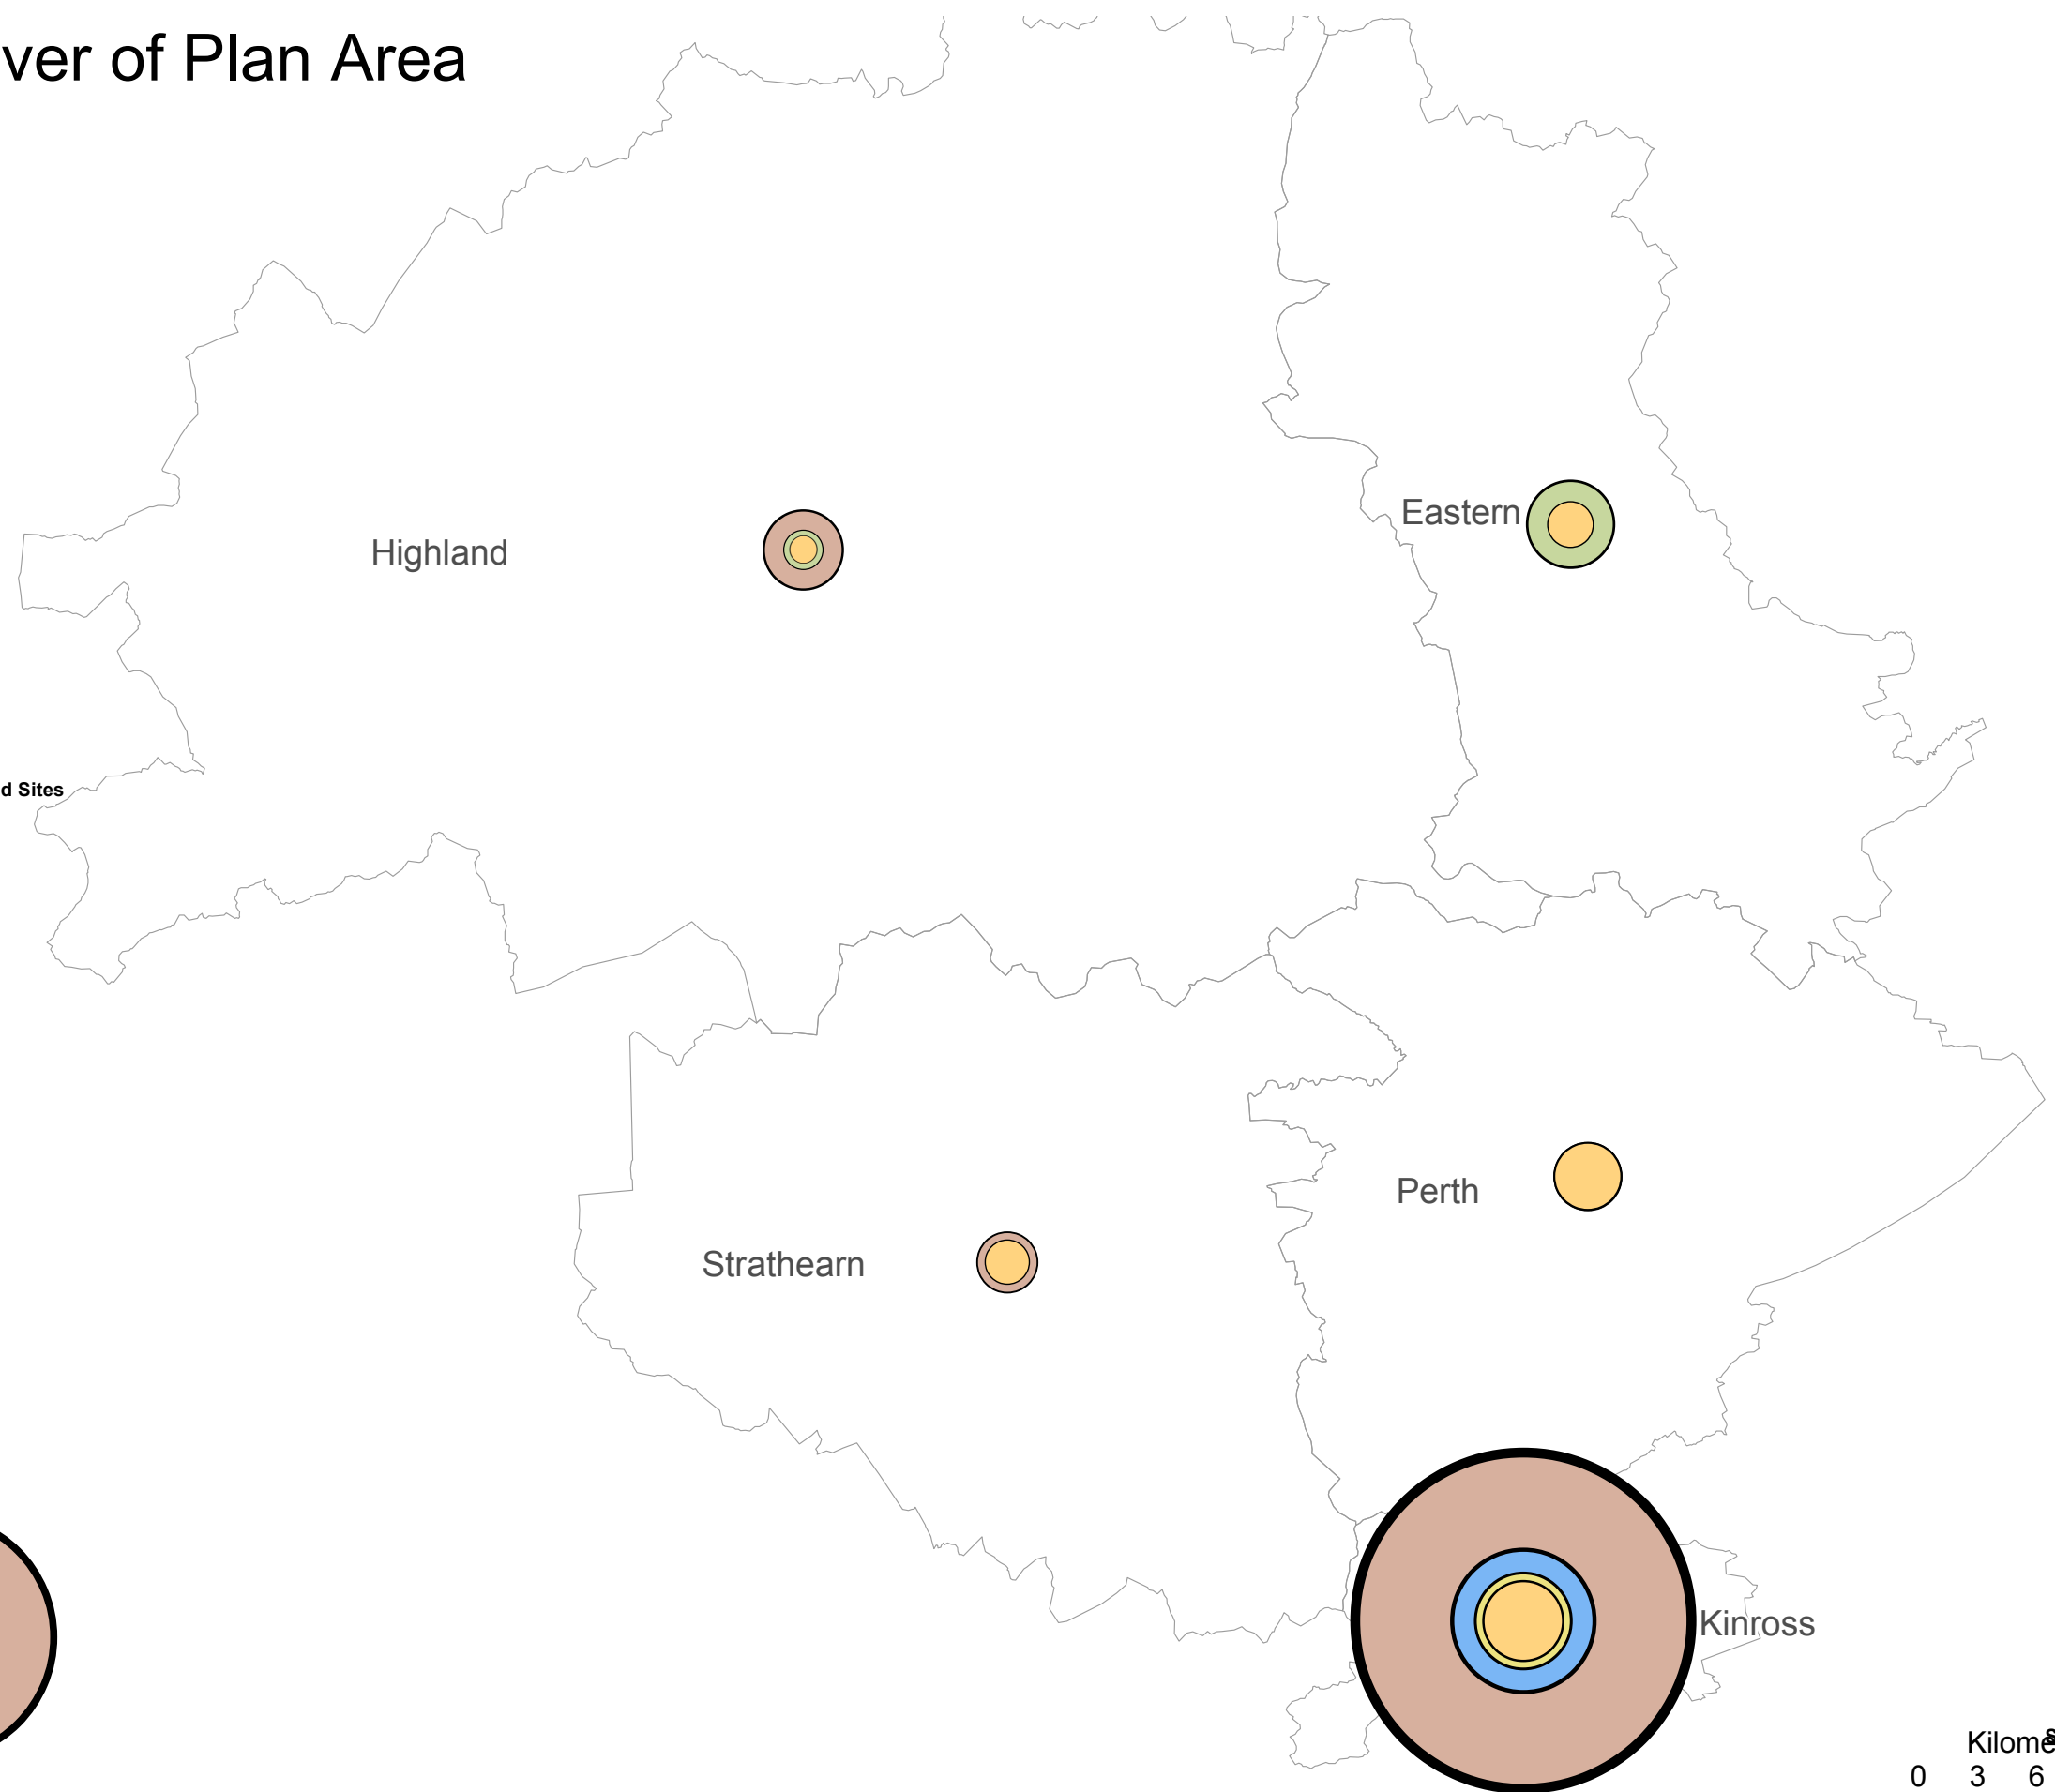 ver of Plan Area
Eastern
Highland
d Sites
Perth
Strathearn
Kinross
Kilome
0 3 6